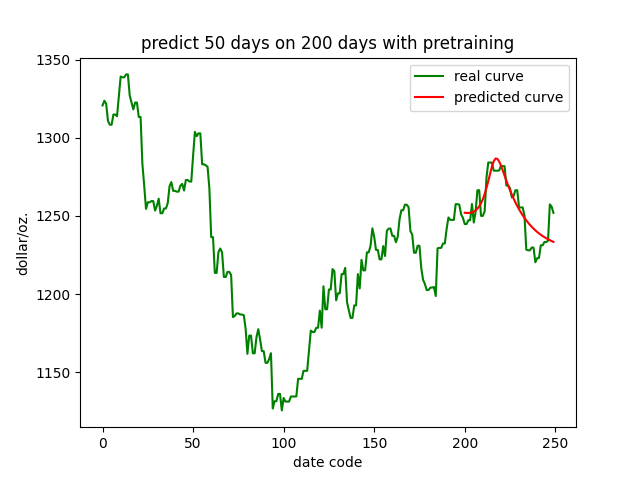 predict 50 days on 200 days with pretraining
real curve
predicted curve
dollar/oz.
1350
1300
1250
1200
1150
0 50 100 150 200 250
date code